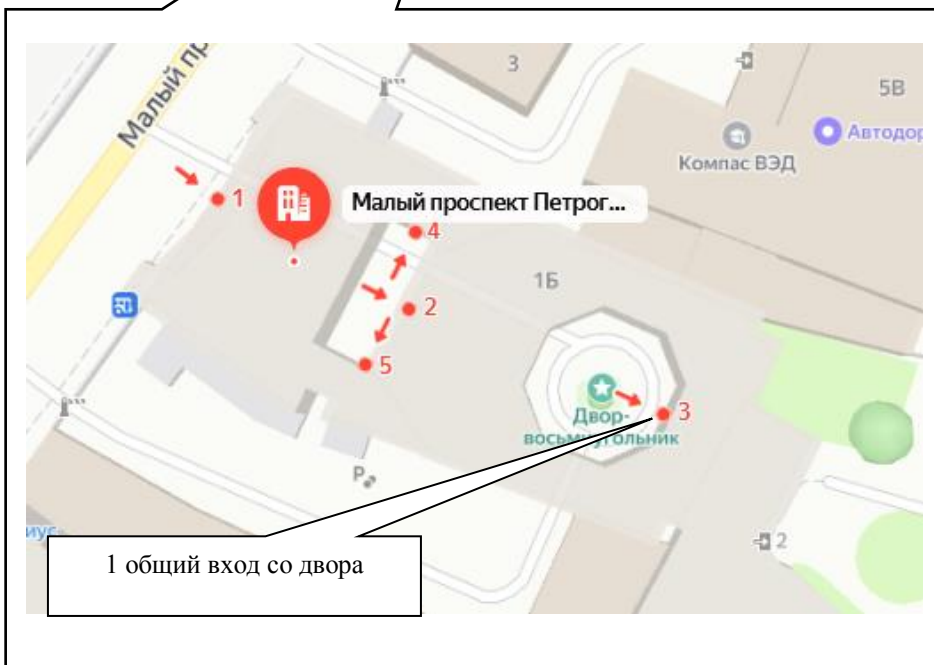 Малый пр
3
5В
Компас ВЭД
Автодор
1
Малый проспект Петрог...
4
1Б
2
5
3
Двор-
восьмиугольник
P
иус-
2
1 общий вход со двора